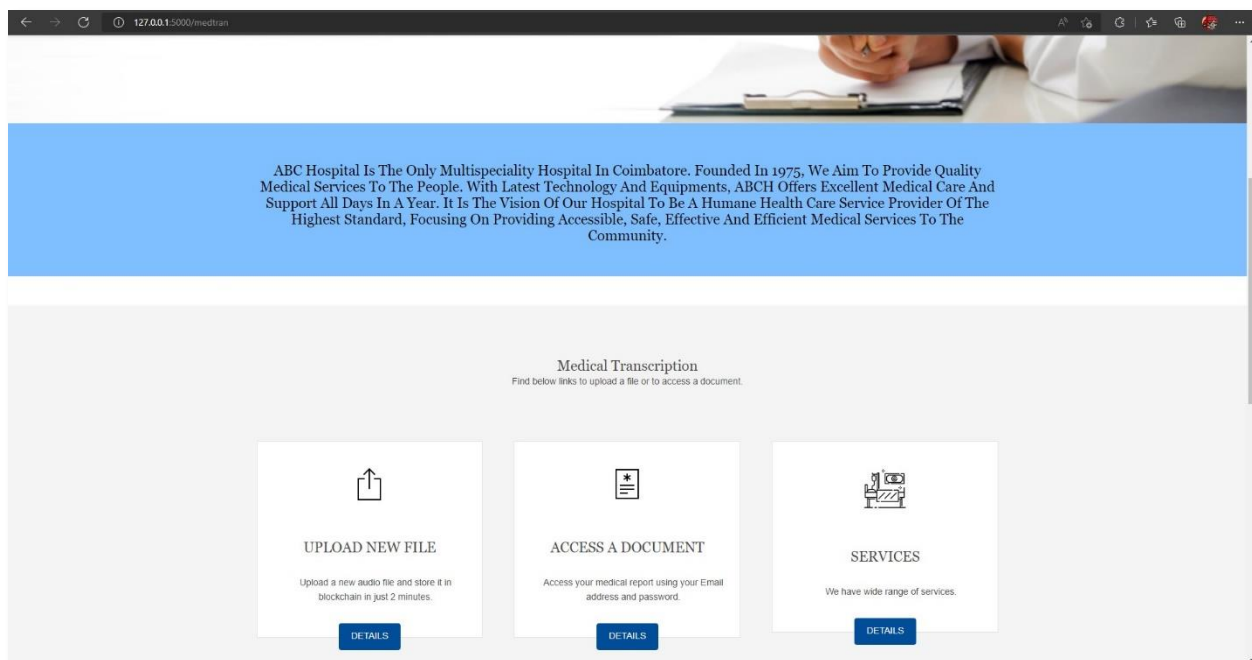 127.0.0.1:5000/medtran
ABC Hospital Is The Only Multispeciality Hospital In Coimbatore. Founded In 1975, We Aim To Provide Quality
Medical Services To The People. With Latest Technology And Equipments, ABCH Offers Excellent Medical Care And
Support All Days In A Year. It Is The Vision Of Our Hospital To Be A Humane Health Care Service Provider Of The
Highest Standard, Focusing On Providing Accessible, Safe, Effective And Efficient Medical Services To The
Community.
Medical Transcription
Find below links to upload a file or to access a document.
UPLOAD NEW FILE
Upload a new audio file and store it in
blockchain in just 2 minutes.
DETAILS
ACCESS A DOCUMENT
Access your medical report using your Email
address and password.
DETAILS
SERVICES
We have wide range of services.
DETAILS